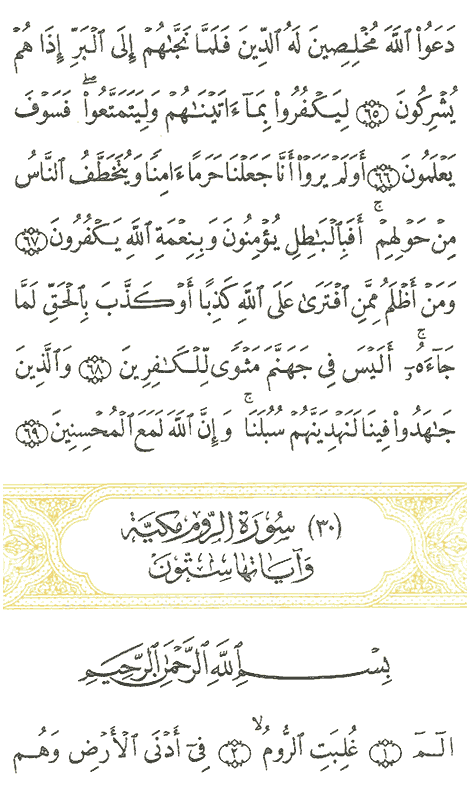 دَعَوُا۟ ٱللَّهَ مُخْلِصِينَ لَهُ ٱلدِّينَ فَلَمَّا نَجَّىٰهُمْ إِلَى ٱلْبَرِّ إِذَا هُمْ
يُشْرِكُونَ ٦٥ لِيَكْفُرُوا۟ بِمَآ ءَاتَيْنَـٰهُمْ وَلِيَتَمَتَّعُوا۟ ۖ فَسَوْفَ
يَعْلَمُونَ ٦٦ أَوَلَمْ يَرَوْا۟ أَنَّا جَعَلْنَا حَرَمًا ءَامِنًا وَيُتَخَطَّفُ ٱلنَّاسُ
مِنْ حَوْلِهِمْ ۚ أَفَبِٱلْبَـٰطِلِ يُؤْمِنُونَ وَبِنِعْمَةِ ٱللَّهِ يَكْفُرُونَ ٦٧
وَمَنْ أَظْلَمُ مِمَّنِ ٱفْتَرَىٰ عَلَى ٱللَّهِ كَذِبًا أَوْ كَذَّبَ بِٱلْحَقِّ لَمَّا
جَآءَهُۥٓ ۚ أَلَيْسَ فِى جَهَنَّمَ مَثْوًى لِّلْكَـٰفِرِينَ ٦٨ وَٱلَّذِينَ
جَـٰهَدُوا۟ فِينَا لَنَهْدِيَنَّهُمْ سُبُلَنَا ۚ وَإِنَّ ٱللَّهَ لَمَعَ ٱلْمُحْسِنِينَ ٦٩
(٣٠) سُورَةُ الرُّومِ مَكِّيَّةٌ
وَآيَاتُهَا سِتُّونَ
بِسْمِ ٱللَّهِ ٱلرَّحْمَـٰنِ ٱلرَّحِيمِ
الٓمٓ ١ غُلِبَتِ ٱلرُّومُ ۙ ٢ فِىٓ أَدْنَى ٱلْأَرْضِ وَهُم